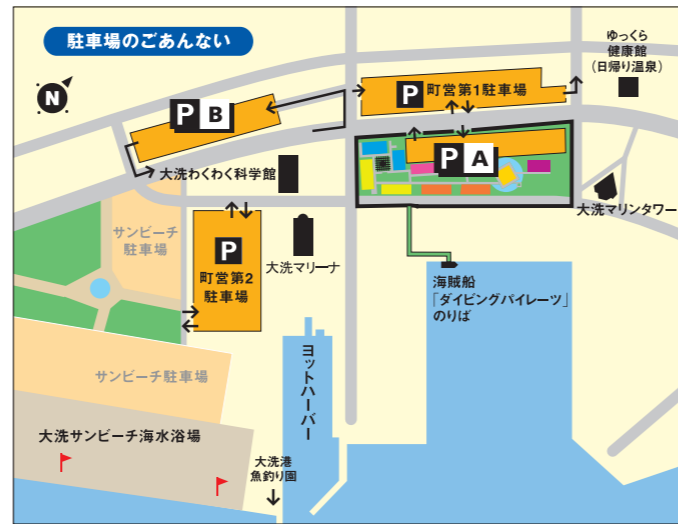 駐車場のごあんない
N
ゆっくら
健康館
(日帰り温泉)
P 町営第1駐車場
P B
P A
大洗わくわく科学館
大洗マリンタワー
サンビーチ
駐車場
P
町営第2
駐車場
大洗マリーナ
海賊船
「ダイビングパイレーツ」
のりば
サンビーチ駐車場
ヨットハーバー
大洗サンビーチ海水浴場
大洗港
魚釣り園